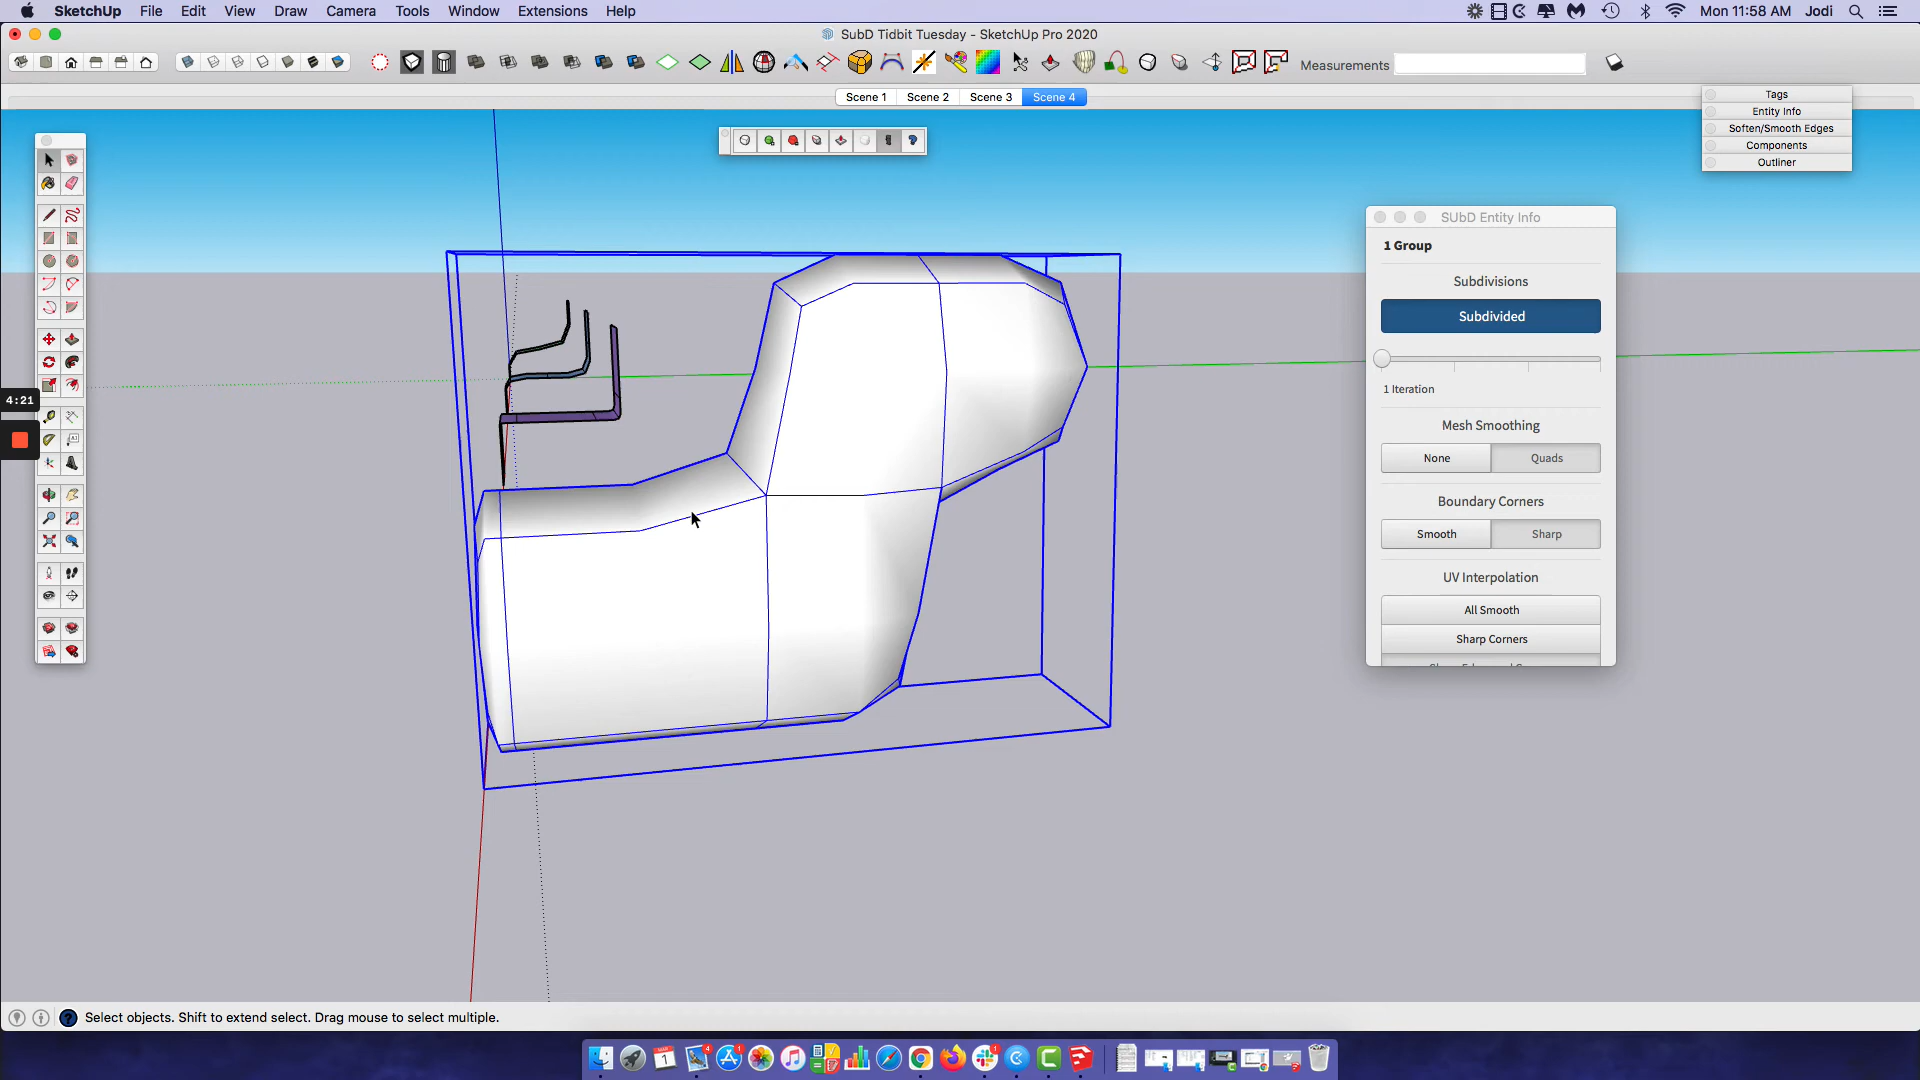 SketchUp File Edit View Draw Camera Tools Window Extensions Help
Mon 11:58 AM Jodi
SubD Tidbit Tuesday - SketchUp Pro 2020
Measurements
Scene 1 Scene 2 Scene 3 Scene 4
Tags
Entity Info
Soften/Smooth Edges
Components
Outliner
SUbD Entity Info
1 Group
Subdivisions
Subdivided
1 Iteration
Mesh Smoothing
None Quads
Boundary Corners
Smooth Sharp
UV Interpolation
All Smooth
Sharp Corners
4:21
Select objects. Shift to extend select. Drag mouse to select multiple.